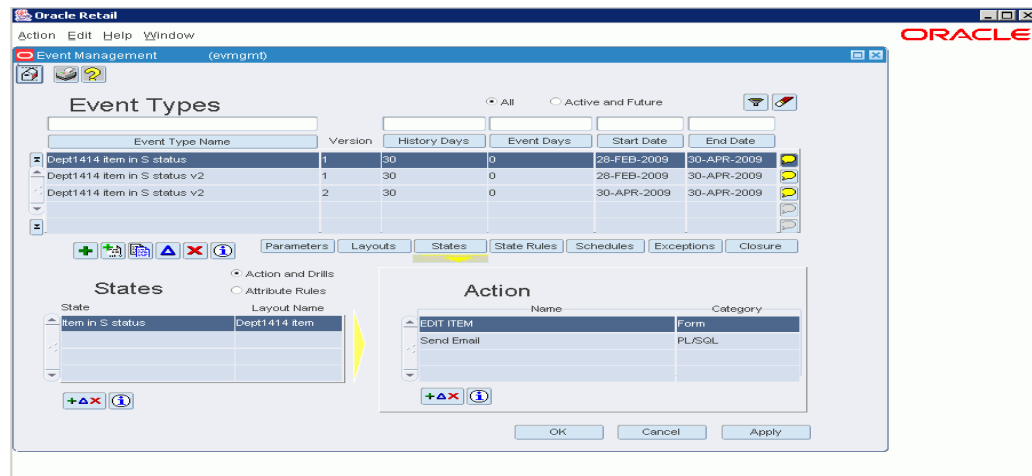 Oracle Retail
Action Edit Help Window
ORACLE
Event Management (evmgmt)
Event Types
All Active and Future
Event Type Name Version History Days Event Days Start Date End Date
Dept1414 item in S status 1 30 0 28-FEB-2009 30-APR-2009
Dept1414 item in S status v2 1 30 0 28-FEB-2009 30-APR-2009
Dept1414 item in S status v2 2 30 0 30-APR-2009 30-APR-2009
Parameters Layouts States State Rules Schedules Exceptions Closure
Action and Drills
Attribute Rules
States
State Layout Name
Item in S status Dept1414 item
Action
Name Category
EDIT ITEM Form
Send Email PL/SQL
OK Cancel Apply